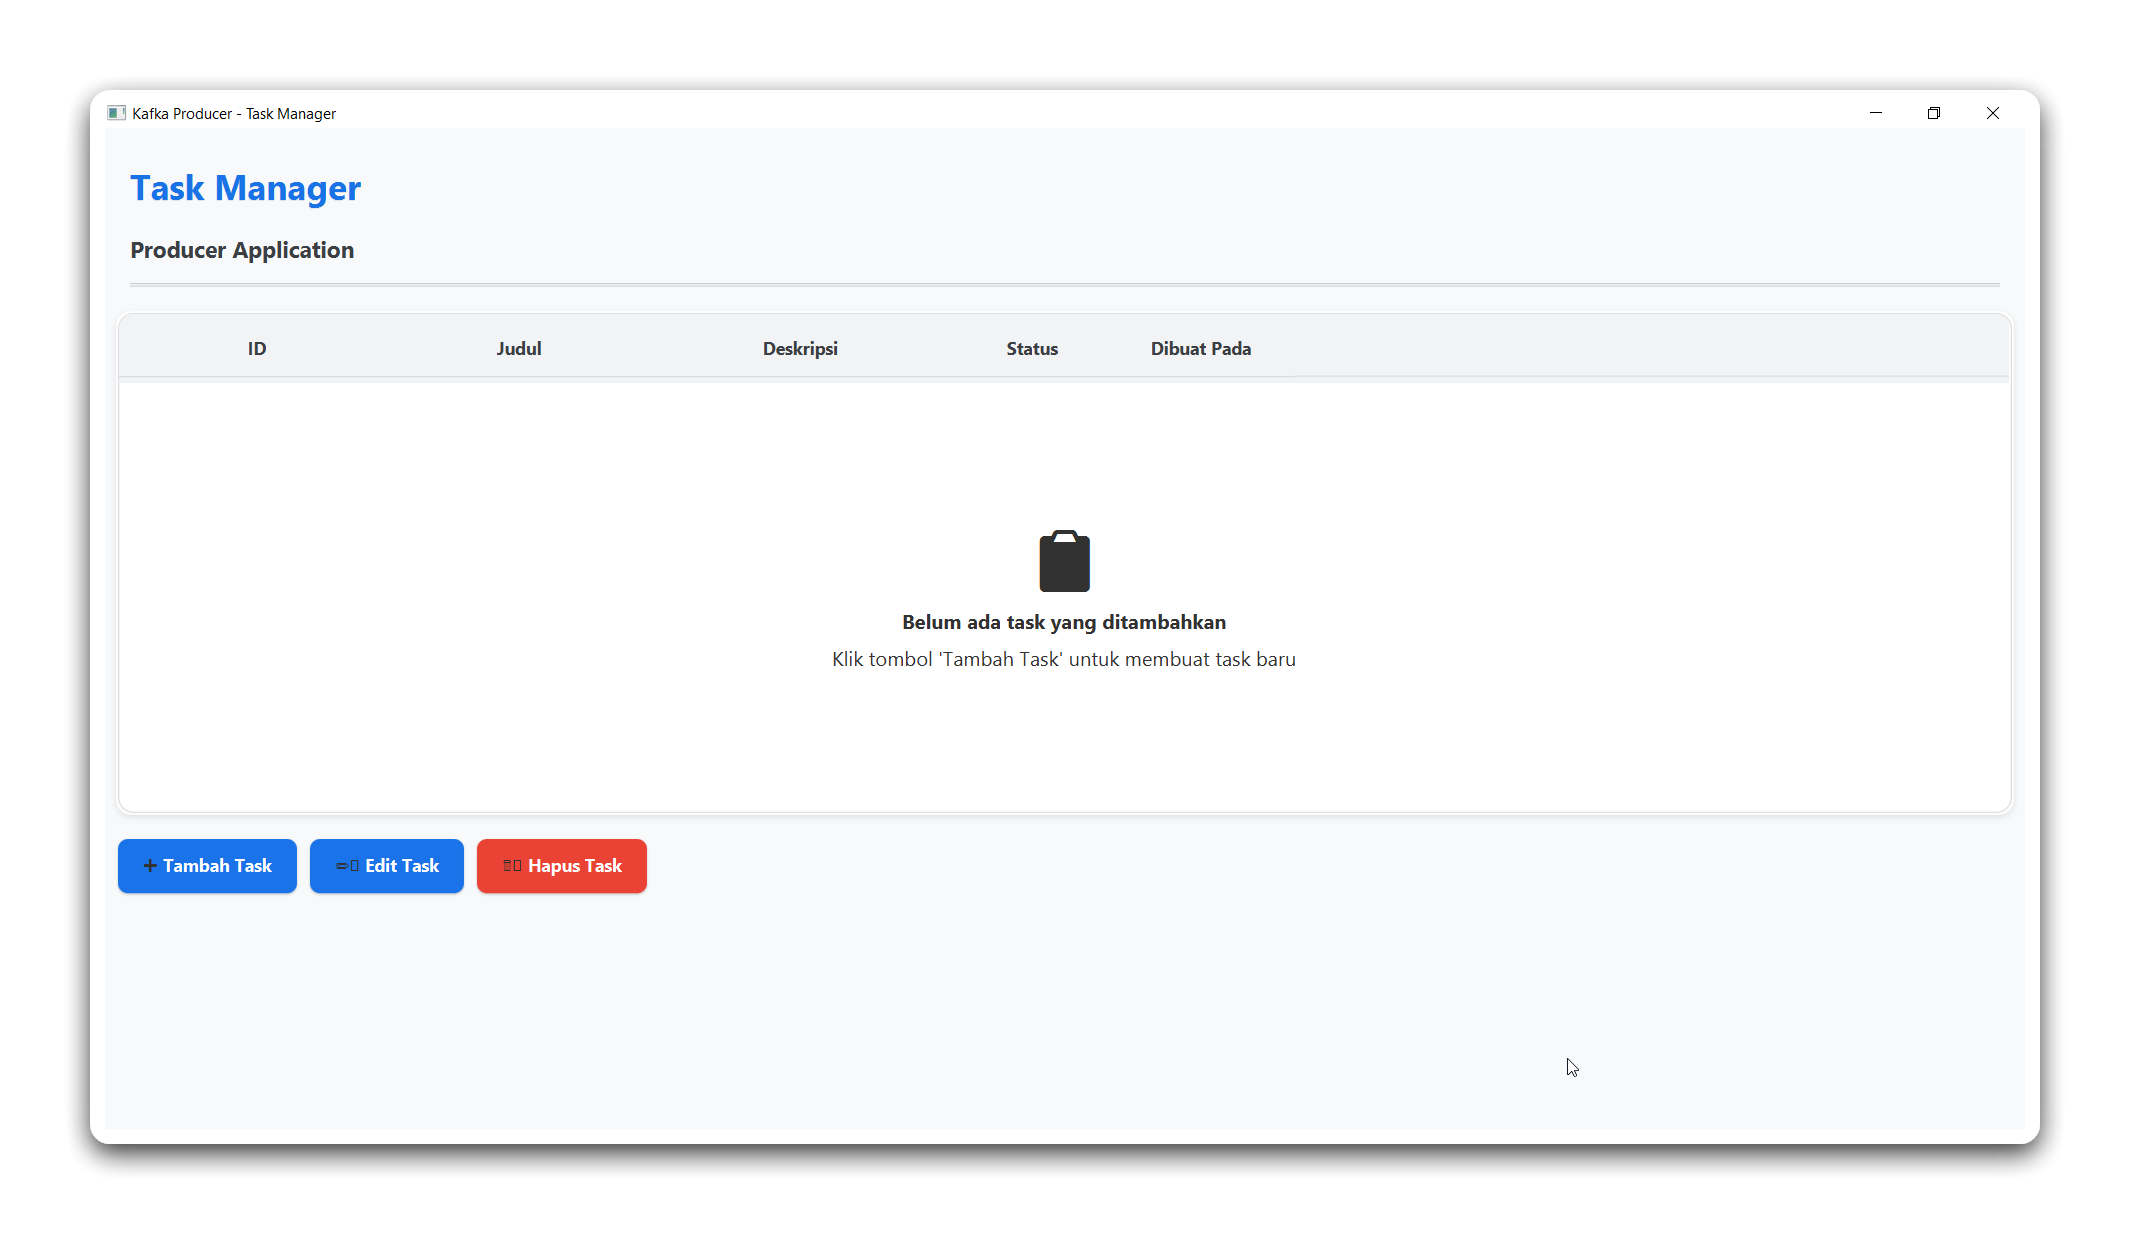 Kafka Producer - Task Manager
Task Manager
Producer Application
ID Judul Deskripsi Status Dibuat Pada
Belum ada task yang ditambahkan
Klik tombol 'Tambah Task' untuk membuat task baru
+ Tambah Task Edit Task Hapus Task